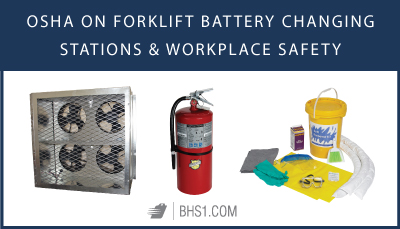 OSHA ON FORKLIFT BATTERY CHANGING
STATIONS & WORKPLACE SAFETY
BHS1.COM